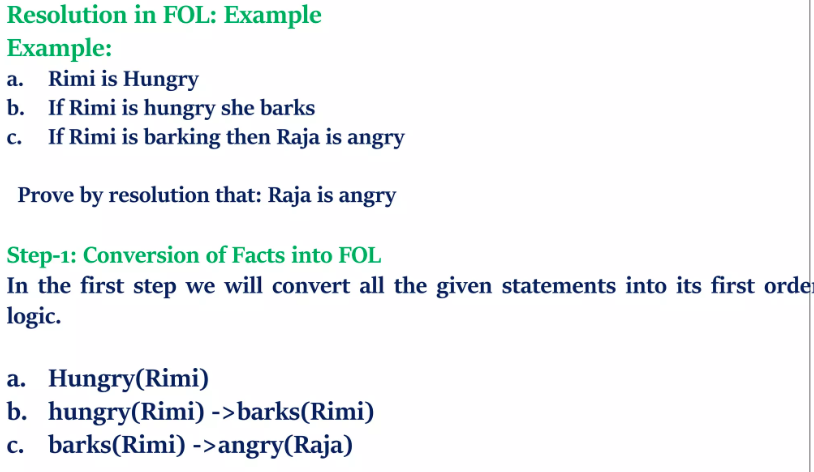 Resolution in FOL: Example
Example:
a. Rimi is Hungry
b. If Rimi is hungry she barks
c. If Rimi is barking then Raja is angry
Prove by resolution that: Raja is angry
Step-1: Conversion of Facts into FOL
In the first step we will convert all the given statements into its first order
logic.
a. Hungry(Rimi)
b. hungry(Rimi) ->barks(Rimi)
c. barks(Rimi) ->angry(Raja)